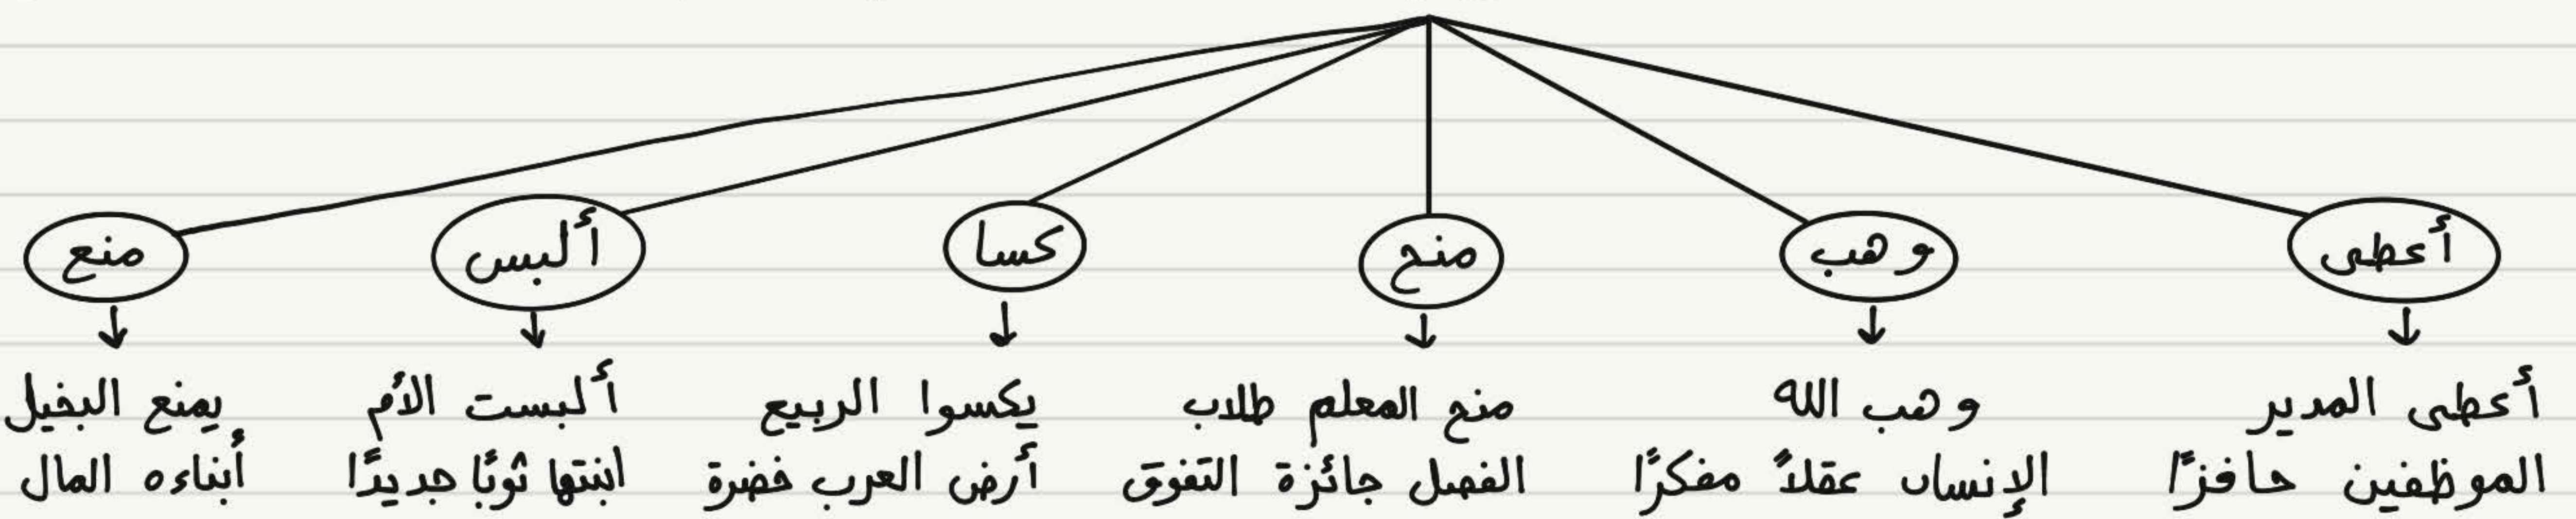 أعطى
وهب
منح
كسا
ألبس
منع
أعطى المدير
الموظفين حافزًا
وهب الله
الإنسان عقلاً مفكرًا
منح المعلم طلاب
الفصل جائزة التفوق
يكسوا الربيع
أرض العرب خضرة
ألبست الأم
ابنتها ثوبًا جديدًا
يمنع البخيل
أبناءه المال